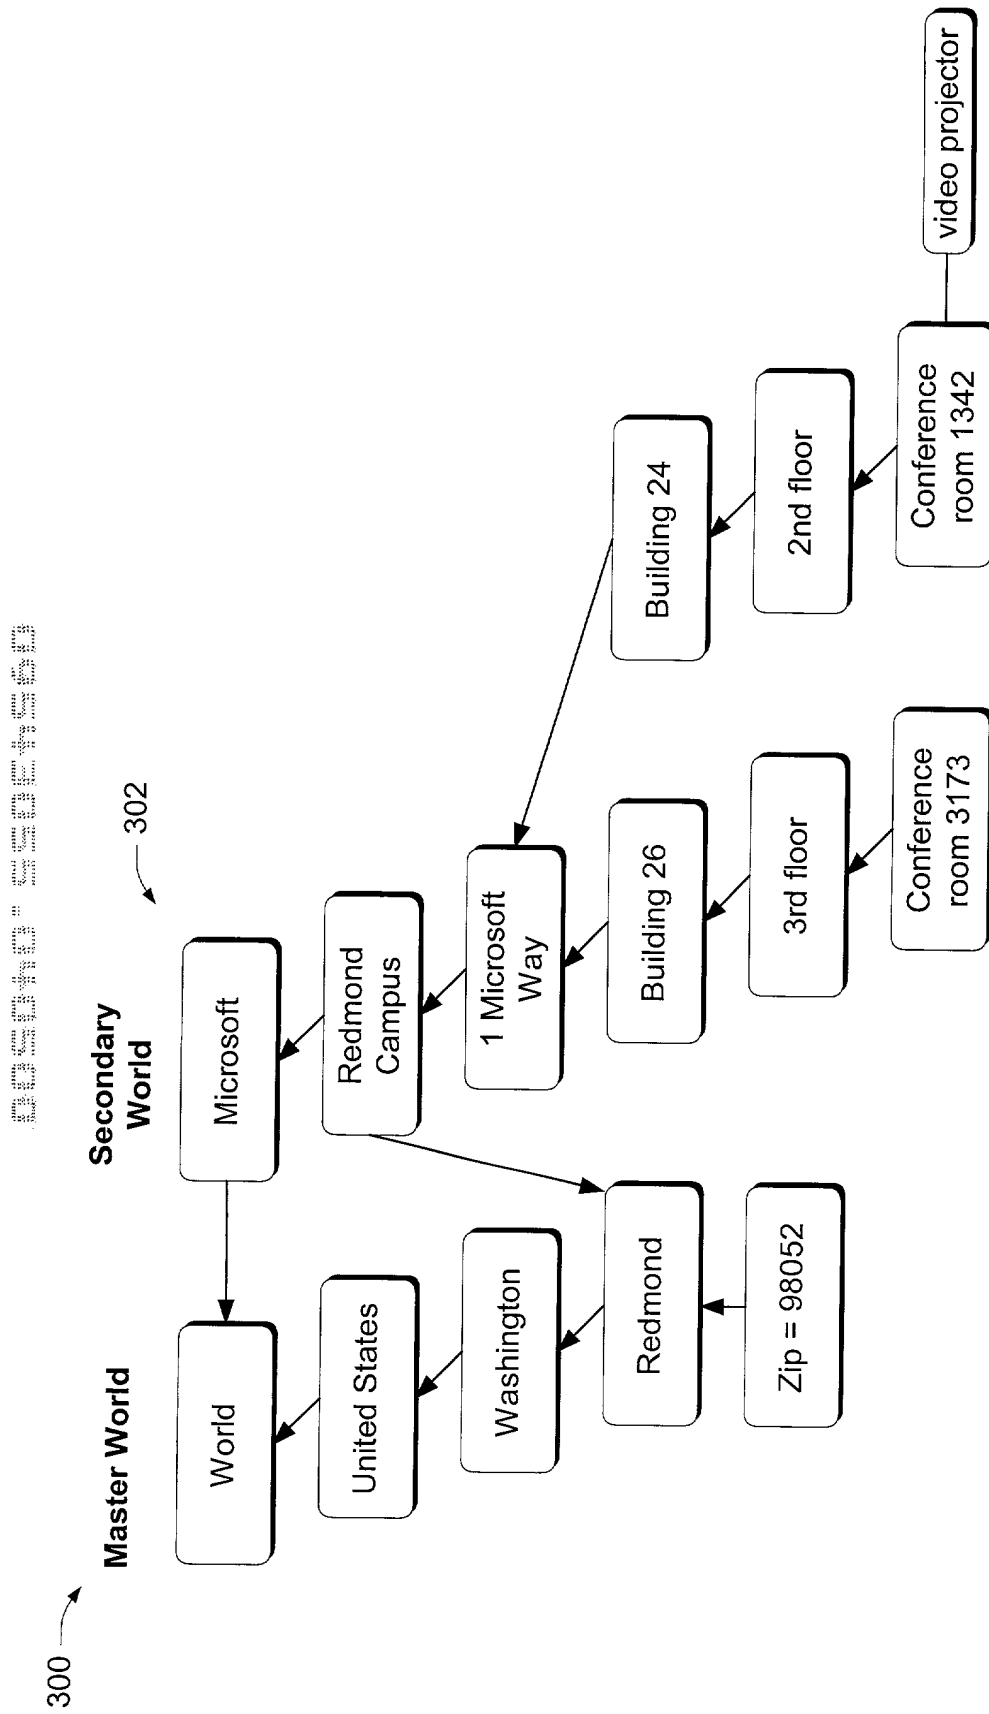 300
Master World
Secondary
World
302
World
Microsoft
United States
Redmond
Campus
Washington
1 Microsoft
Way
Redmond
Building 26
Building 24
Zip = 98052
3rd floor
2nd floor
Conference
room 3173
Conference
room 1342
video projector